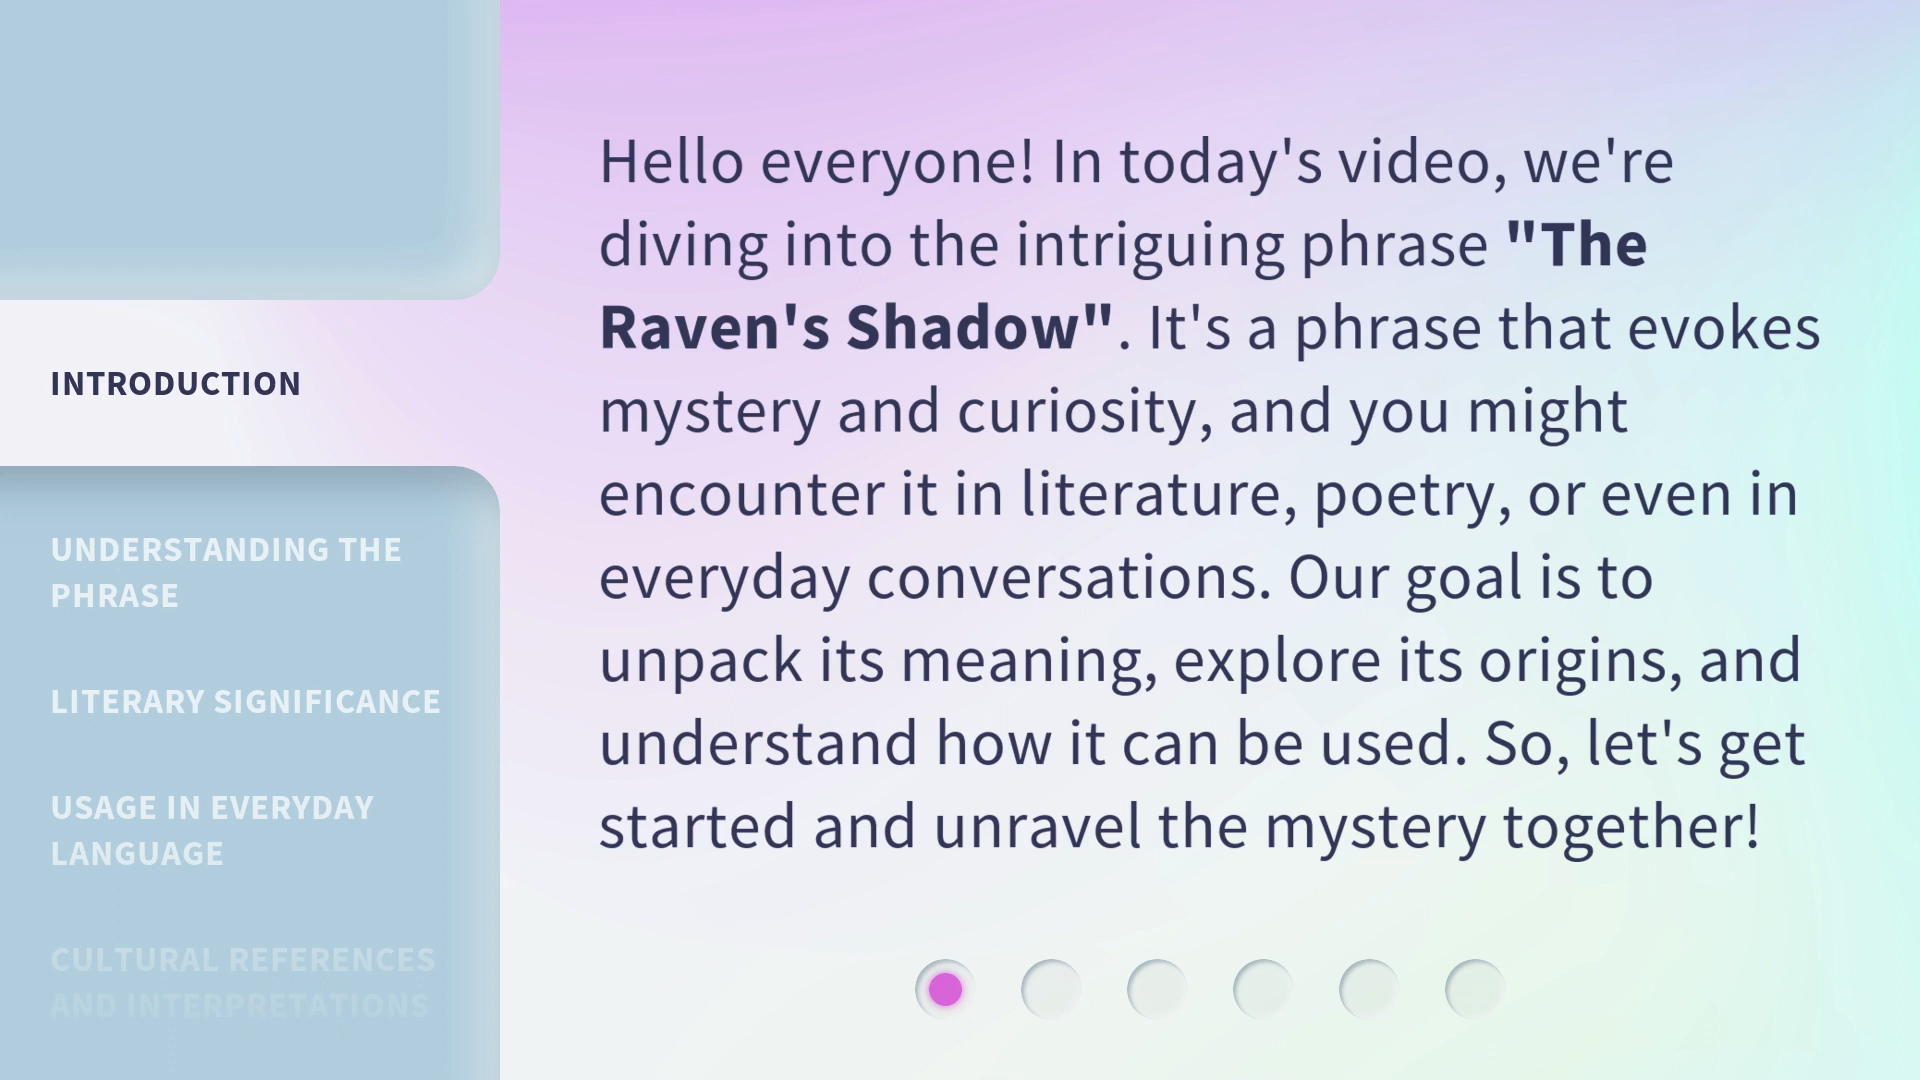 INTRODUCTION
UNDERSTANDING THE
PHRASE
LITERARY SIGNIFICANCE
USAGE IN EVERYDAY
LANGUAGE
CULTURAL REFERENCES
AND INTERPRETATIONS
Hello everyone! In today's video, we're
diving into the intriguing phrase "The
Raven's Shadow". It's a phrase that evokes
mystery and curiosity, and you might
encounter it in literature, poetry, or even in
everyday conversations. Our goal is to
unpack its meaning, explore its origins, and
understand how it can be used. So, let's get
started and unravel the mystery together!